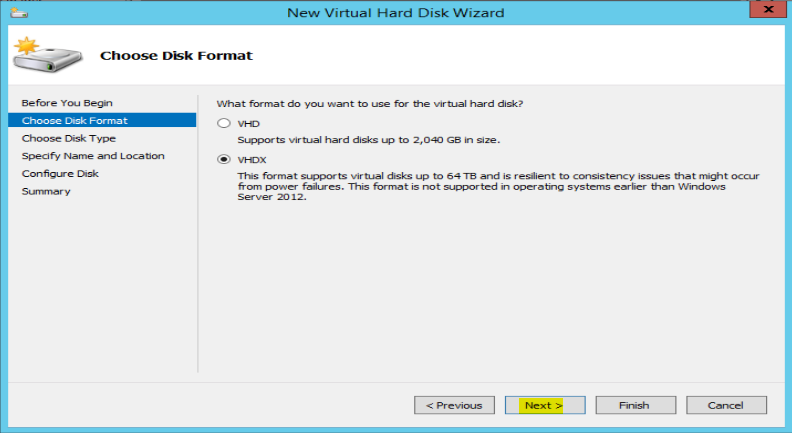 New Virtual Hard Disk Wizard
x
Choose Disk Format
Before You Begin
Choose Disk Format
Choose Disk Type
Specify Name and Location
Configure Disk
Summary
What format do you want to use for the virtual hard disk?
VHD
Supports virtual hard disks up to 2,040 GB in size.
VHDX
This format supports virtual disks up to 64 TB and is resilient to consistency issues that might occur
from power failures. This format is not supported in operating systems earlier than Windows
Server 2012.
< Previous
Next >
Finish
Cancel